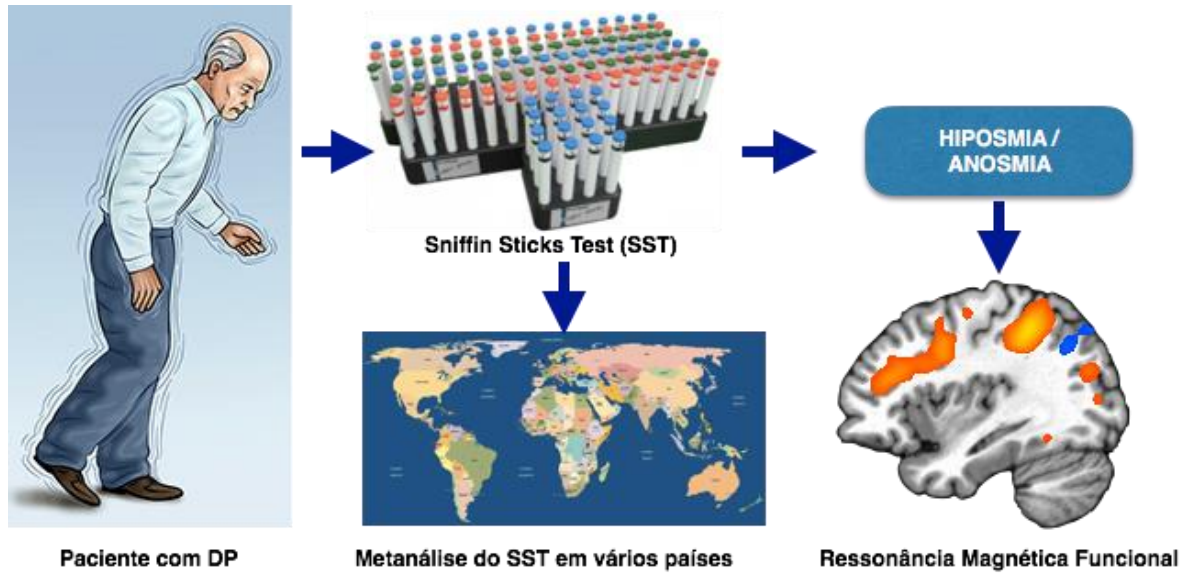 HIPOSMIA /
ANOSMIA
Sniffin Sticks Test (SST)
Paciente com DP
Metanálise do SST em vários países
Ressonância Magnética Funcional